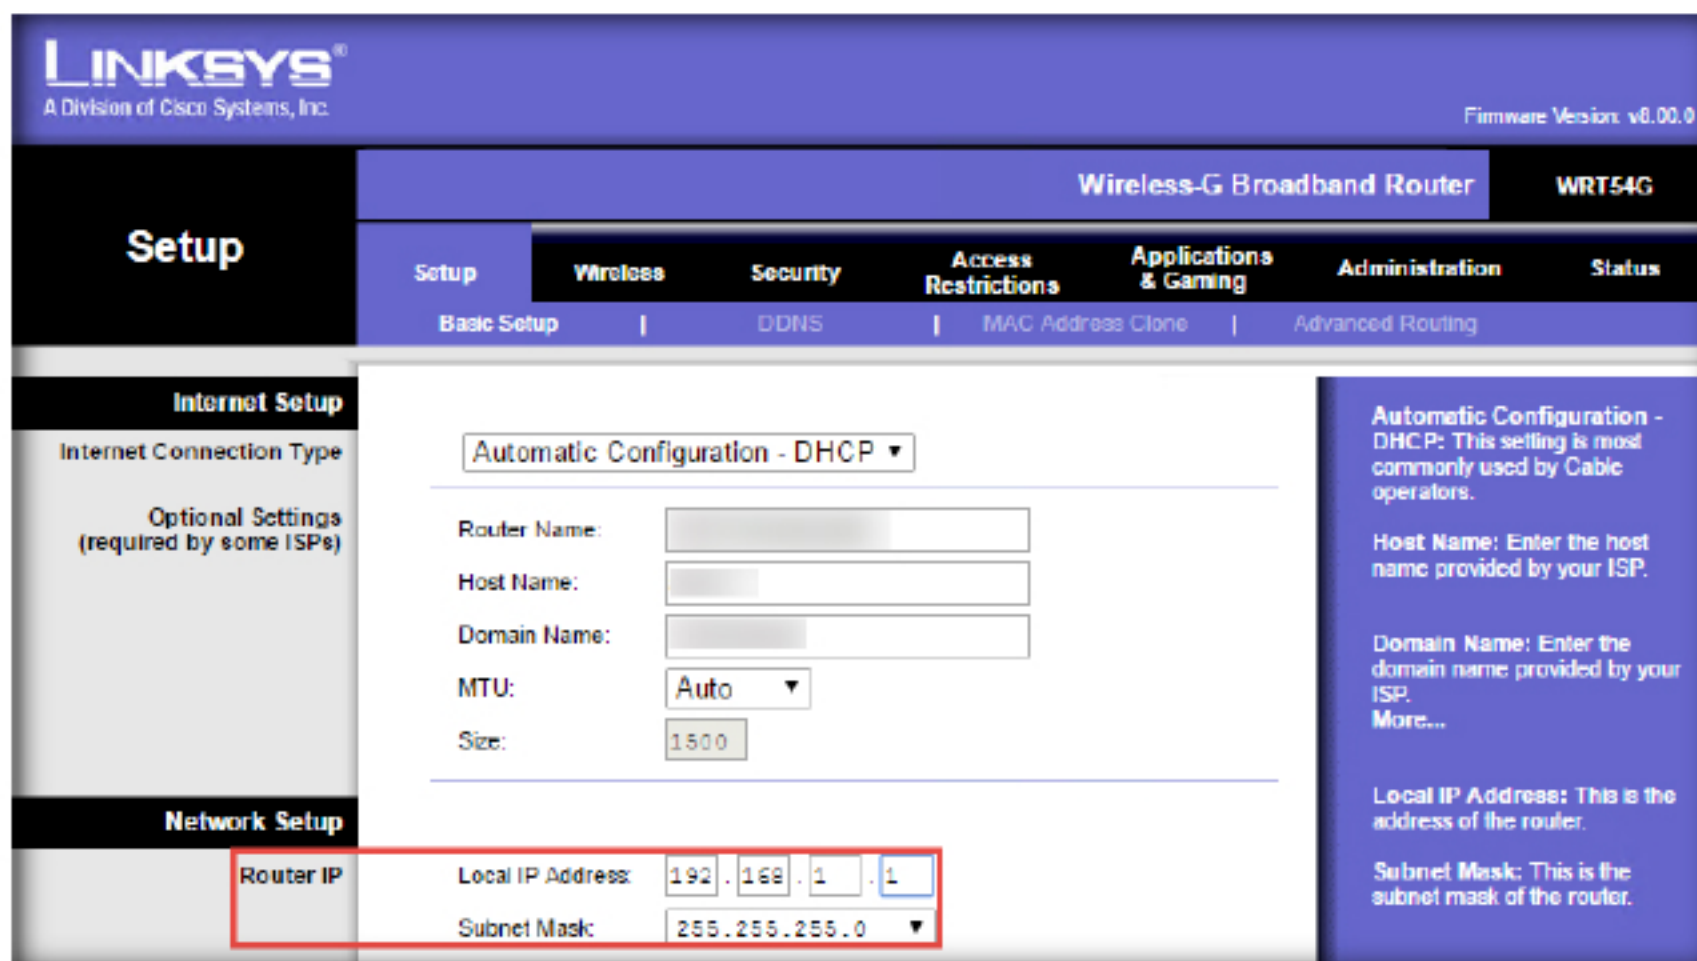 LINKSYS®
A Division of Cisco Systems, Inc.
Firmware Version: v8.00.0
Wireless-G Broadband Router WRT54G
Setup
Setup Wireless Security Access Restrictions Applications & Gaming Administration Status
Basic Setup | DDNS | MAC Address Clone | Advanced Routing
Internet Setup
Internet Connection Type
Automatic Configuration - DHCP
Optional Settings
(required by some ISPs)
Router Name:
Host Name:
Domain Name:
MTU: Auto
Size: 1500
Network Setup
Router IP
Local IP Address: 192 . 168 . 1 . 1
Subnet Mask: 255.255.255.0
Automatic Configuration -
DHCP: This setting is most
commonly used by Cable
operators.
Host Name: Enter the host
name provided by your ISP.
Domain Name: Enter the
domain name provided by your
ISP.
More...
Local IP Address: This is the
address of the router.
Subnet Mask: This is the
subnet mask of the router.